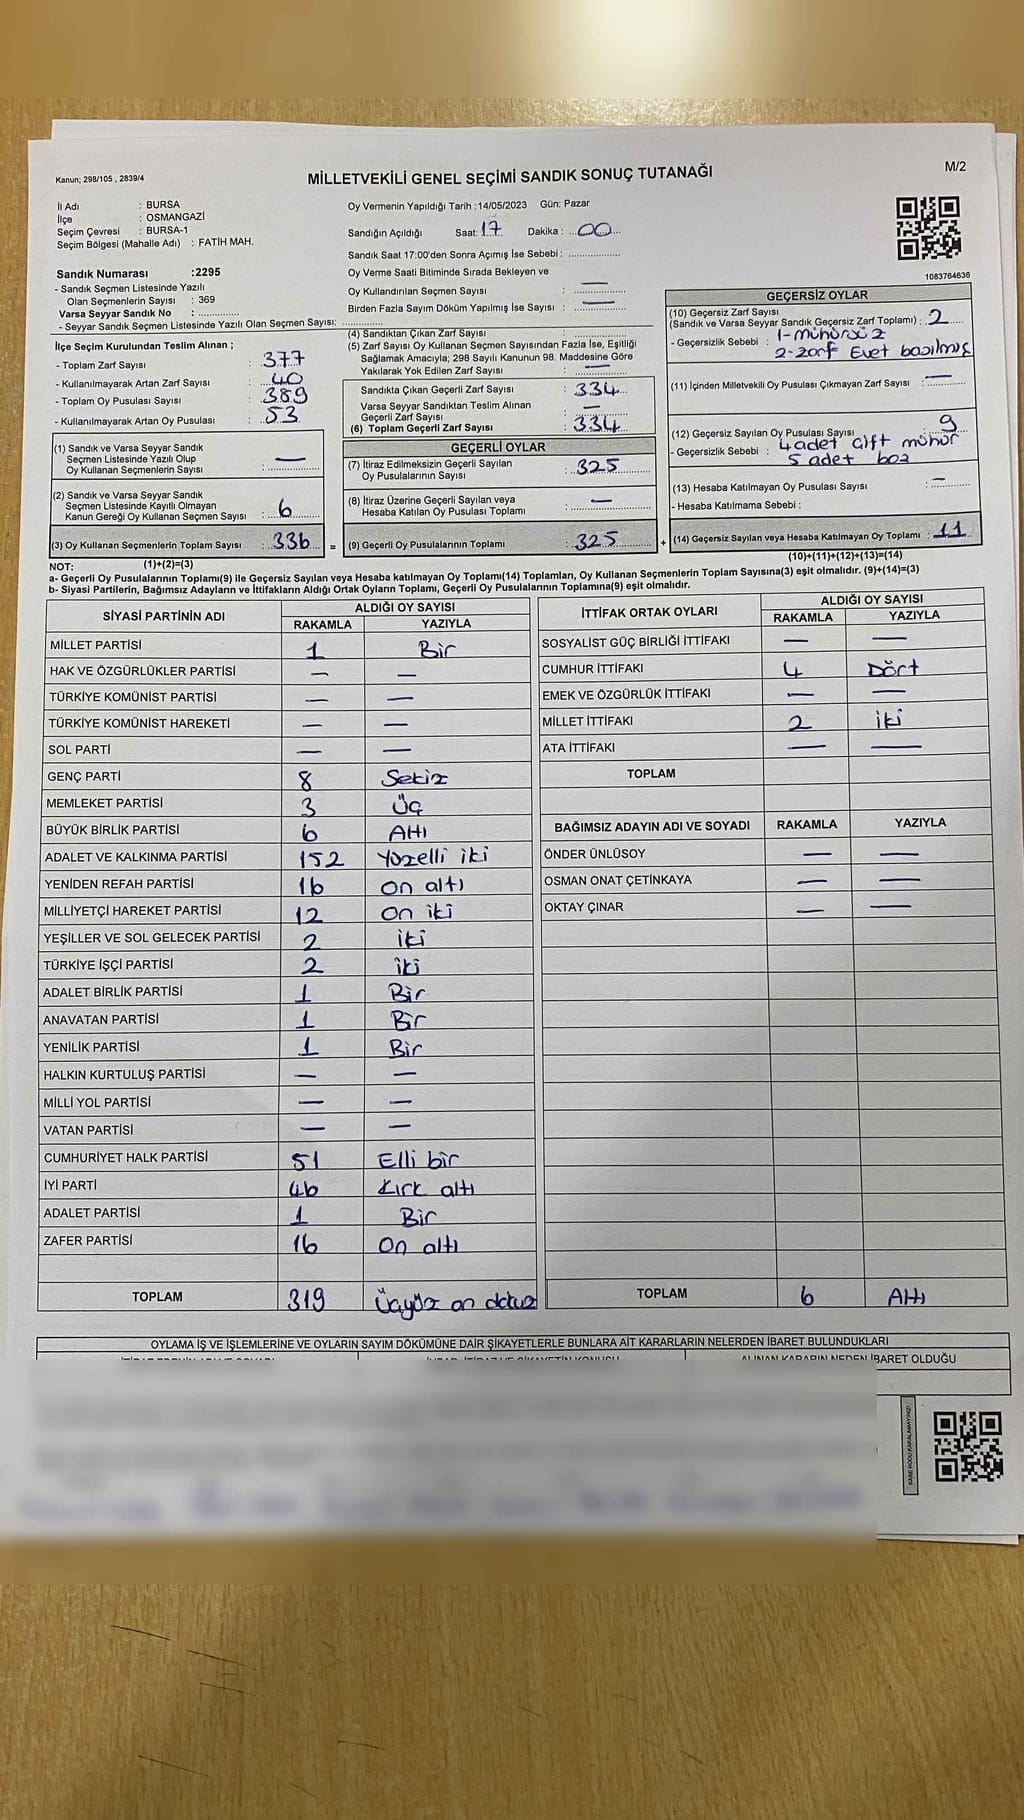 Kanun; 298/105 , 2839/4
MİLLETVEKİLİ GENEL SEÇİMİ SANDIK SONUÇ TUTANAĞI
M/2
İl Adı : BURSA
İlçe : OSMANGAZİ
Seçim Çevresi : BURSA-1
Seçim Bölgesi (Mahalle Adı) : FATİH MAH.
Sandık Numarası :2295
- Sandık Seçmen Listesinde Yazılı
Olan Seçmenlerin Sayısı : 369
Varsa Seyyar Sandık No : ..............
- Seyyar Sandık Seçmen Listesinde Yazılı Olan Seçmen Sayısı: ..............
İlçe Seçim Kurulundan Teslim Alınan ;
- Toplam Zarf Sayısı : 377
- Kullanılmayarak Artan Zarf Sayısı : 40
- Toplam Oy Pusulası Sayısı : 389
- Kullanılmayarak Artan Oy Pusulası : 53
(1) Sandık ve Varsa Seyyar Sandık
Seçmen Listesinde Yazılı Olup
Oy Kullanan Seçmenlerin Sayısı : —
(2) Sandık ve Varsa Seyyar Sandık
Seçmen Listesinde Kayıtlı Olmayan
Kanun Gereği Oy Kullanan Seçmen Sayısı : 6
(3) Oy Kullanan Seçmenlerin Toplam Sayısı : 336 =
(1)+(2)=(3)
Oy Vermenin Yapıldığı Tarih :14/05/2023 Gün: Pazar
Sandığın Açıldığı Saat: 17 Dakika : 00
Sandık Saat 17:00'den Sonra Açımış İse Sebebi : ..............
Oy Verme Saati Bitiminde Sırada Bekleyen ve
Oy Kullandırılan Seçmen Sayısı : —
Birden Fazla Sayım Döküm Yapılmış İse Sayısı : —
(4) Sandıktan Çıkan Zarf Sayısı : ..............
(5) Zarf Sayısı Oy Kullanan Seçmen Sayısından Fazla İse, Eşitliği
Sağlamak Amacıyla; 298 Sayılı Kanunun 98. Maddesine Göre
Yakılarak Yok Edilen Zarf Sayısı : —
Sandıkta Çıkan Geçerli Zarf Sayısı : 334
Varsa Seyyar Sandıktan Teslim Alınan
Geçerli Zarf Sayısı : —
(6) Toplam Geçerli Zarf Sayısı : 334
GEÇERLİ OYLAR
(7) İtiraz Edilmeksizin Geçerli Sayılan
Oy Pusulalarının Sayısı : 325
(8) İtiraz Üzerine Geçerli Sayılan veya
Hesaba Katılan Oy Pusulası Toplamı : —
(9) Geçerli Oy Pusulalarının Toplamı : 325 +
1083764636
GEÇERSİZ OYLAR
(10) Geçersiz Zarf Sayısı
(Sandık ve Varsa Seyyar Sandık Geçersiz Zarf Toplamı) : 2
- Geçersizlik Sebebi : 1-mühürsüz
2-zarf Evet basılmış
(11) İçinden Milletvekili Oy Pusulası Çıkmayan Zarf Sayısı : —
(12) Geçersiz Sayılan Oy Pusulası Sayısı : 9
- Geçersizlik Sebebi : 4 adet çift mühür
5 adet boş
(13) Hesaba Katılmayan Oy Pusulası Sayısı : —
- Hesaba Katılmama Sebebi :
(14) Geçersiz Sayılan veya Hesaba Katılmayan Oy Toplamı : 11
(10)+(11)+(12)+(13)=(14)
NOT:
a- Geçerli Oy Pusulalarının Toplamı(9) ile Geçersiz Sayılan veya Hesaba katılmayan Oy Toplamı(14) Toplamları, Oy Kullanan Seçmenlerin Toplam Sayısına(3) eşit olmalıdır. (9)+(14)=(3)
b- Siyasi Partilerin, Bağımsız Adayların ve İttifakların Aldığı Ortak Oyların Toplamı, Geçerli Oy Pusulalarının Toplamına(9) eşit olmalıdır.
SİYASİ PARTİNİN ADI ALDIĞI OY SAYISI
RAKAMLA YAZIYLA
MİLLET PARTİSİ 1 Bir
HAK VE ÖZGÜRLÜKLER PARTİSİ — —
TÜRKİYE KOMÜNİST PARTİSİ — —
TÜRKİYE KOMÜNİST HAREKETİ — —
SOL PARTİ — —
GENÇ PARTİ 8 Sekiz
MEMLEKET PARTİSİ 3 Üç
BÜYÜK BİRLİK PARTİSİ 6 Altı
ADALET VE KALKINMA PARTİSİ 152 Yüzelli iki
YENİDEN REFAH PARTİSİ 16 On altı
MİLLİYETÇİ HAREKET PARTİSİ 12 On iki
YEŞİLLER VE SOL GELECEK PARTİSİ 2 iki
TÜRKİYE İŞÇİ PARTİSİ 2 iki
ADALET BİRLİK PARTİSİ 1 Bir
ANAVATAN PARTİSİ 1 Bir
YENİLİK PARTİSİ 1 Bir
HALKIN KURTULUŞ PARTİSİ — —
MİLLİ YOL PARTİSİ — —
VATAN PARTİSİ — —
CUMHURİYET HALK PARTİSİ 51 Elli bir
İYİ PARTİ 46 Kırk altı
ADALET PARTİSİ 1 Bir
ZAFER PARTİSİ 16 On altı
TOPLAM 319 Üçyüz on dokuz
İTTİFAK ORTAK OYLARI ALDIĞI OY SAYISI
RAKAMLA YAZIYLA
SOSYALİST GÜÇ BİRLİĞİ İTTİFAKI — —
CUMHUR İTTİFAKI 4 Dört
EMEK VE ÖZGÜRLÜK İTTİFAKI — —
MİLLET İTTİFAKI 2 iki
ATA İTTİFAKI — —
TOPLAM
BAĞIMSIZ ADAYIN ADI VE SOYADI RAKAMLA YAZIYLA
ÖNDER ÜNLÜSOY — —
OSMAN ONAT ÇETİNKAYA — —
OKTAY ÇINAR — —
TOPLAM 6 Altı
OYLAMA İŞ VE İŞLEMLERİNE VE OYLARIN SAYIM DÖKÜMÜNE DAİR ŞİKAYETLERLE BUNLARA AİT KARARLARIN NELERDEN İBARET BULUNDUKLARI
ALINAN KARARIN NEDEN İBARET OLDUĞU
KARE KODU KARALAMAYINIZ!